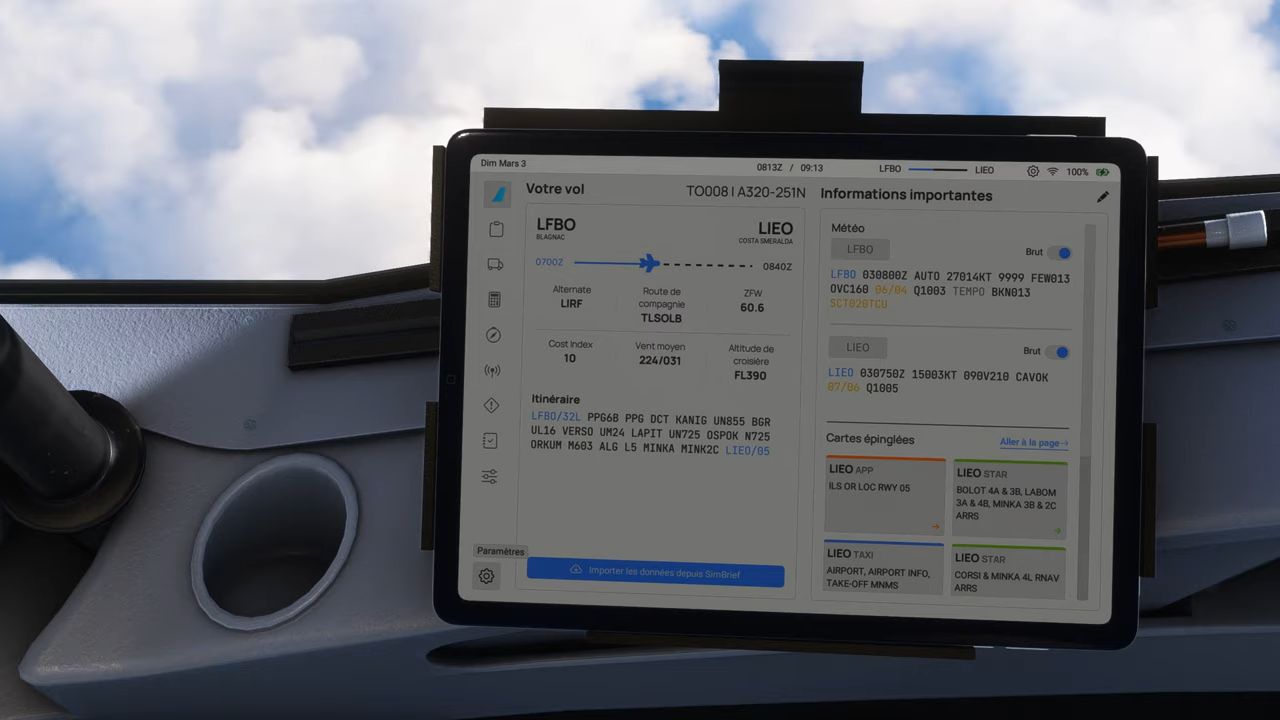 Dim Mars 3
0813Z / 09:13
LFBO
LIEO
100%
Votre vol
TO008 | A320-251N
LFBO
BLAGNAC
LIEO
COSTA SMERALDA
0700Z
0840Z
Alternate
LIRF
Route de
compagnie
TLSOLB
ZFW
60.6
Cost Index
10
Vent moyen
224/031
Altitude de
croisière
FL390
Itinéraire
LFBO/32L PPG6B PPG DCT KANIG UN855 BGR
UL16 VERSO UM24 LAPIT UN725 OSPOK N725
ORKUM M603 ALG L5 MINKA MINK2C LIEO/05
Paramètres
Importer les données depuis SimBrief
Informations importantes
Météo
LFBO
Brut
LFBO 030800Z AUTO 27014KT 9999 FEW013
OVC160 06/04 Q1003 TEMPO BKN013
SCT020TCU
LIEO
Brut
LIEO 030750Z 15003KT 090V210 CAVOK
07/06 Q1005
Cartes épinglées
Aller à la page
LIEO APP
ILS OR LOC RWY 05
LIEO STAR
BOLOT 4A & 3B, LABOM
3A & 4B, MINKA 3B & 2C
ARRS
LIEO TAXI
AIRPORT, AIRPORT INFO,
TAKE-OFF MNMS
LIEO STAR
CORSI & MINKA 4L RNAV
ARRS